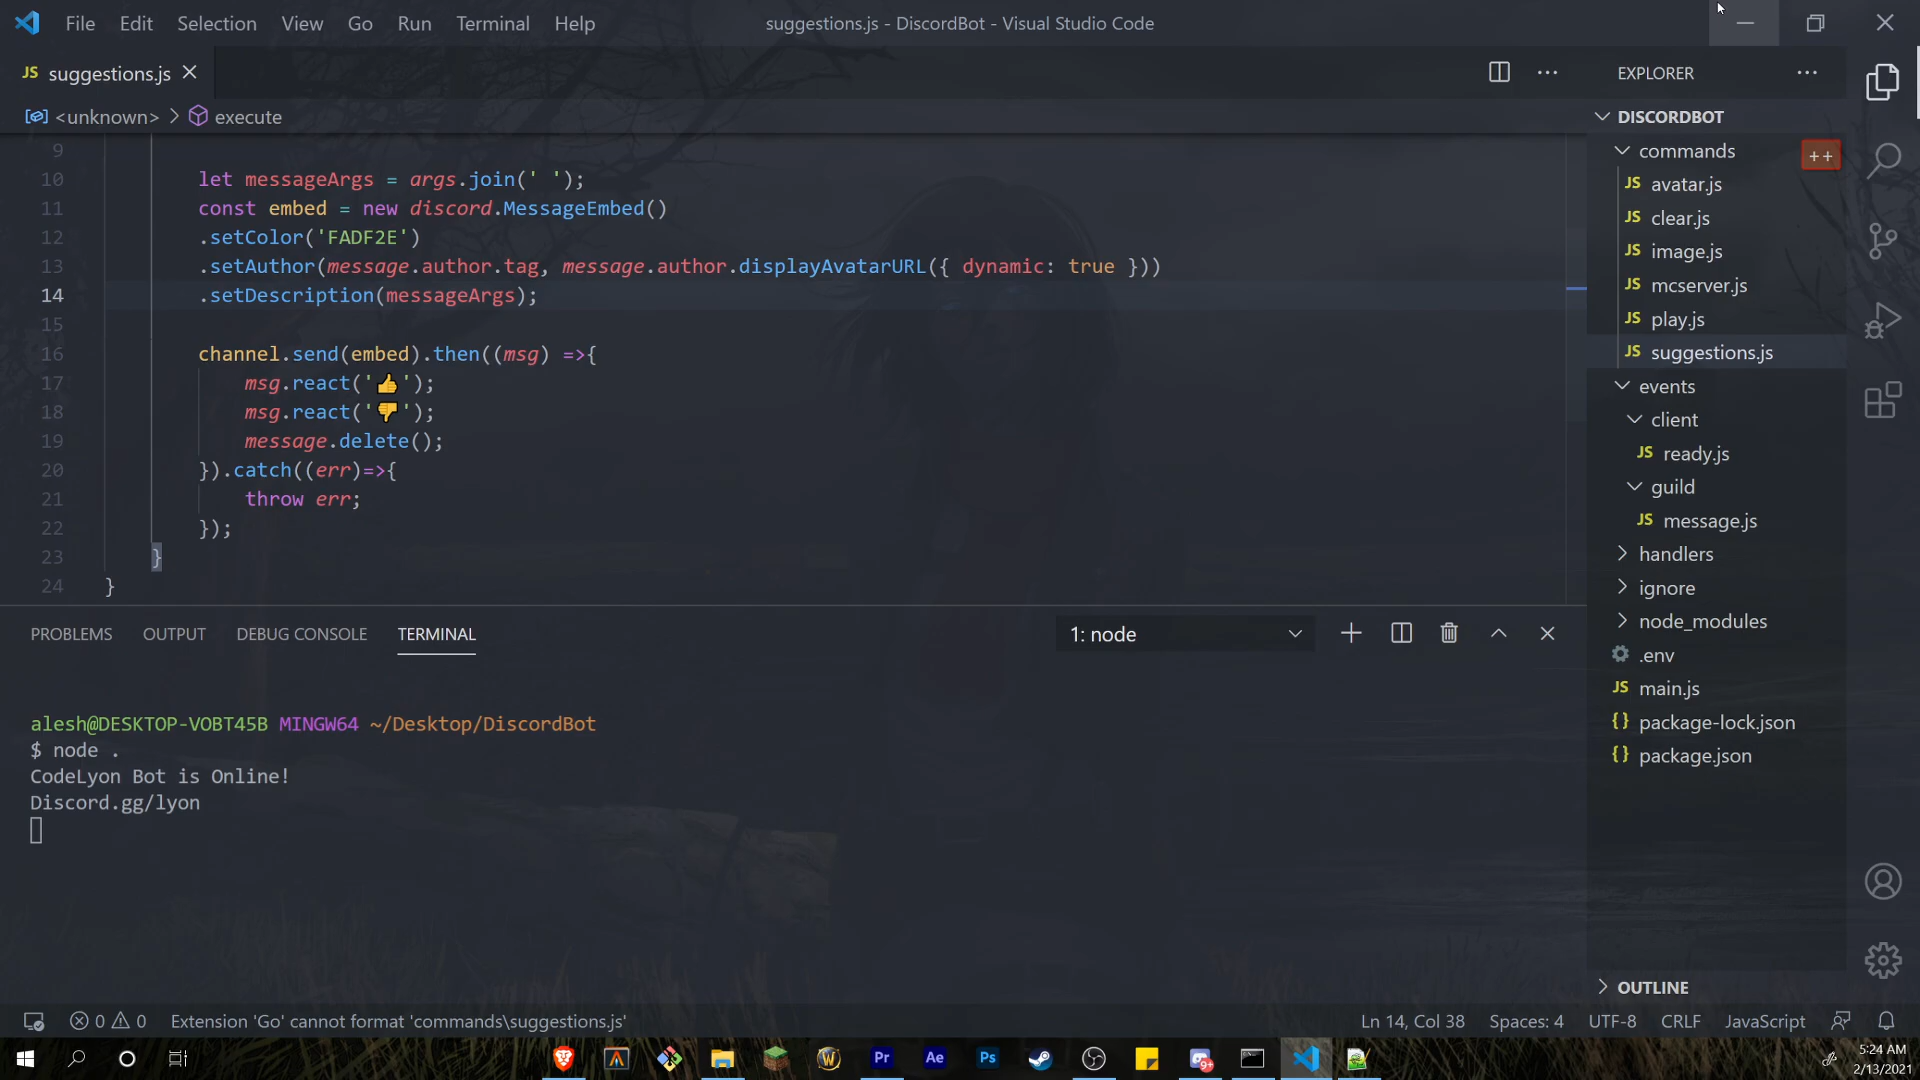 File Edit Selection View Go Run Terminal Help
suggestions.js - DiscordBot - Visual Studio Code
JS suggestions.js
<unknown> > execute
9
10 let messageArgs = args.join(' ');
11 const embed = new discord.MessageEmbed()
12 .setColor('FADF2E')
13 .setAuthor(message.author.tag, message.author.displayAvatarURL({ dynamic: true }))
14 .setDescription(messageArgs);
15
16 channel.send(embed).then((msg) =>{
17 msg.react('👍');
18 msg.react('👎');
19 message.delete();
20 }).catch((err)=>{
21 throw err;
22 });
23 }
24 }
PROBLEMS OUTPUT DEBUG CONSOLE TERMINAL
1: node
alesh@DESKTOP-VOBT45B MINGW64 ~/Desktop/DiscordBot
$ node .
CodeLyon Bot is Online!
Discord.gg/lyon
EXPLORER
DISCORDBOT
commands
++
JS avatar.js
JS clear.js
JS image.js
JS mcserver.js
JS play.js
JS suggestions.js
events
client
JS ready.js
guild
JS message.js
handlers
ignore
node_modules
.env
JS main.js
{} package-lock.json
{} package.json
OUTLINE
0 0 Extension 'Go' cannot format 'commands\suggestions.js'
Ln 14, Col 38 Spaces: 4 UTF-8 CRLF JavaScript
Pr Ae Ps 9+
5:24 AM
2/13/2021